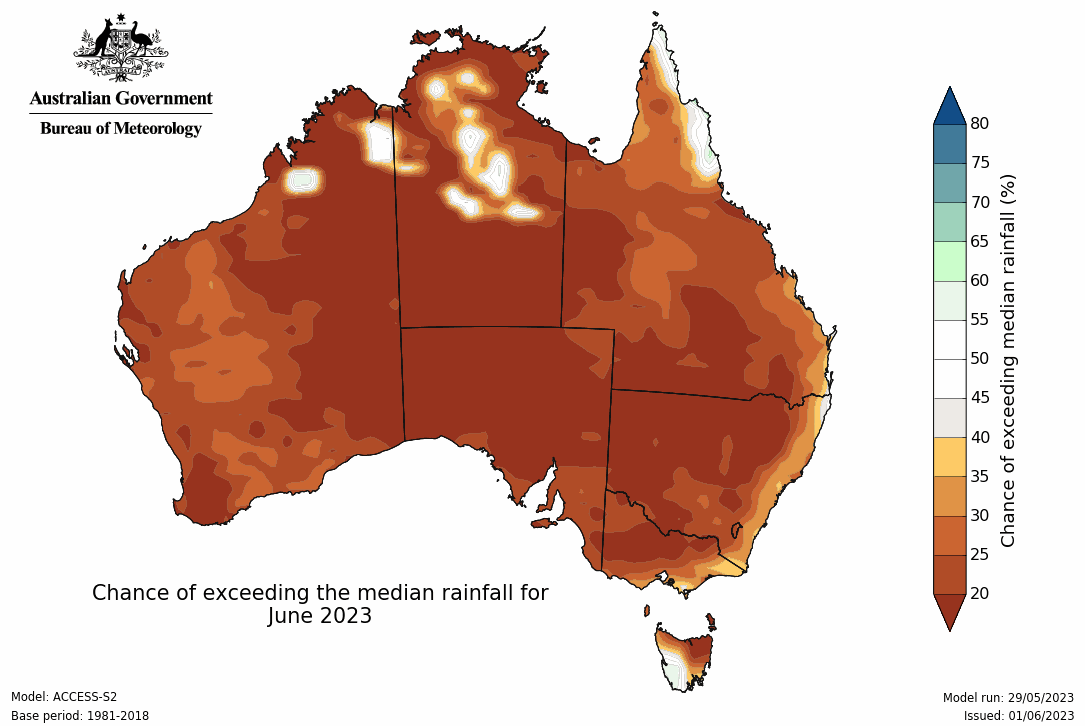 AUSTRALIA
Australian Government
Bureau of Meteorology
80
75
70
65
60
55
50
45
40
35
30
25
20
Chance of exceeding median rainfall (%)
Chance of exceeding the median rainfall for
June 2023
Model: ACCESS-S2
Base period: 1981-2018
Model run: 29/05/2023
Issued: 01/06/2023